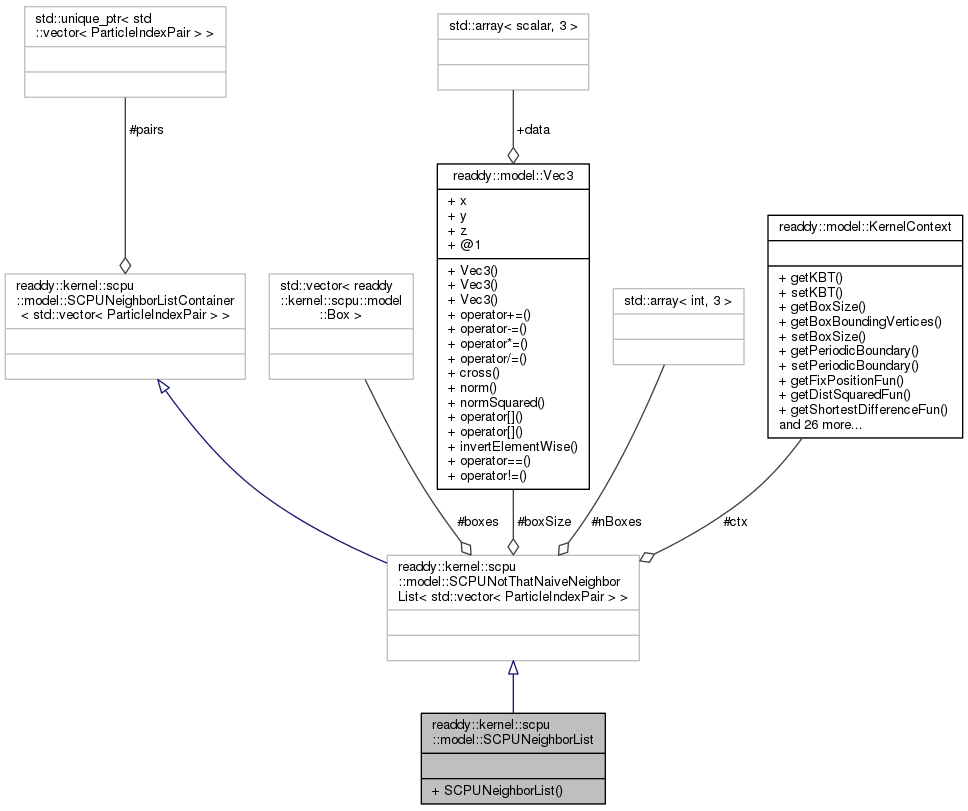 std::unique_ptr< std
::vector< ParticleIndexPair > >
std::array< scalar, 3 >
#pairs
+data
readdy::model::Vec3
+ x
+ y
+ z
+ @1
+ Vec3()
+ Vec3()
+ Vec3()
+ operator+=()
+ operator-=()
+ operator*=()
+ operator/=()
+ cross()
+ norm()
+ normSquared()
+ operator[]()
+ operator[]()
+ invertElementWise()
+ operator==()
+ operator!=()
readdy::model::KernelContext
+ getKBT()
+ setKBT()
+ getBoxSize()
+ getBoxBoundingVertices()
+ setBoxSize()
+ getPeriodicBoundary()
+ setPeriodicBoundary()
+ getFixPositionFun()
+ getDistSquaredFun()
+ getShortestDifferenceFun()
and 26 more...
readdy::kernel::scpu
::model::SCPUNeighborListContainer
< std::vector< ParticleIndexPair > >
std::vector< readdy
::kernel::scpu::model
::Box >
std::array< int, 3 >
#boxes
#boxSize
#nBoxes
#ctx
readdy::kernel::scpu
::model::SCPUNotThatNaiveNeighbor
List< std::vector< ParticleIndexPair > >
readdy::kernel::scpu
::model::SCPUNeighborList
+ SCPUNeighborList()